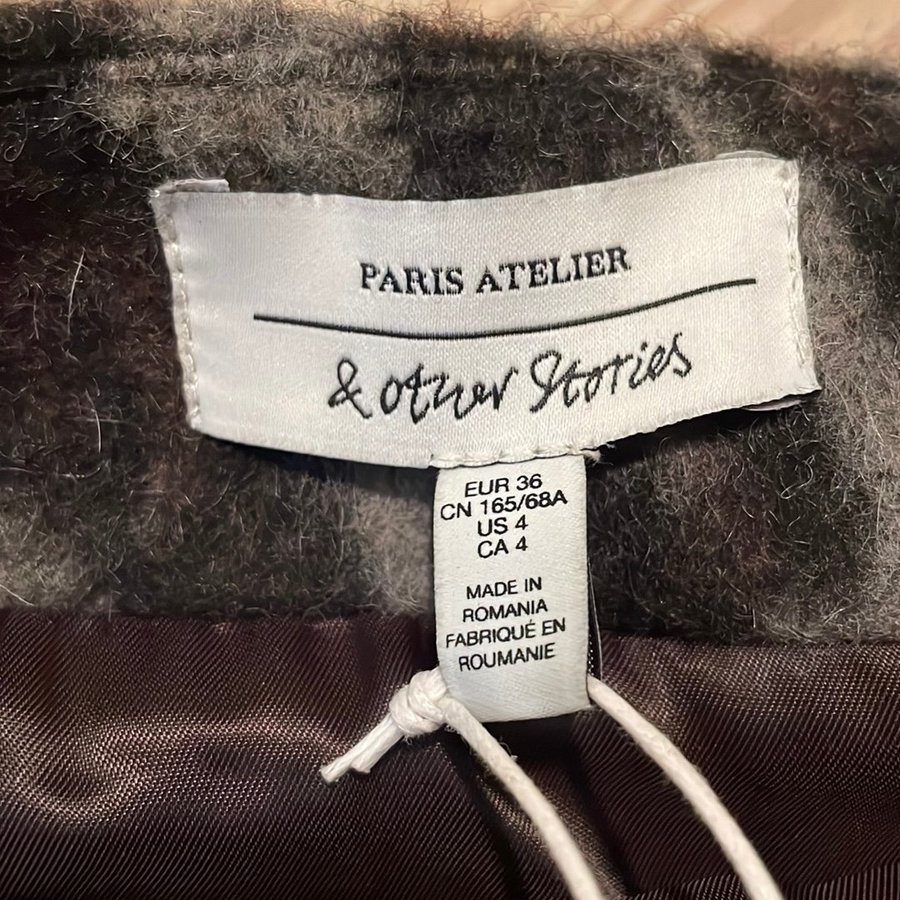 PARIS ATELIER
& other Stories
EUR 36
CN 165/68A
US 4
CA 4
MADE IN
ROMANIA
FABRIQUÉ EN
ROUMANIE